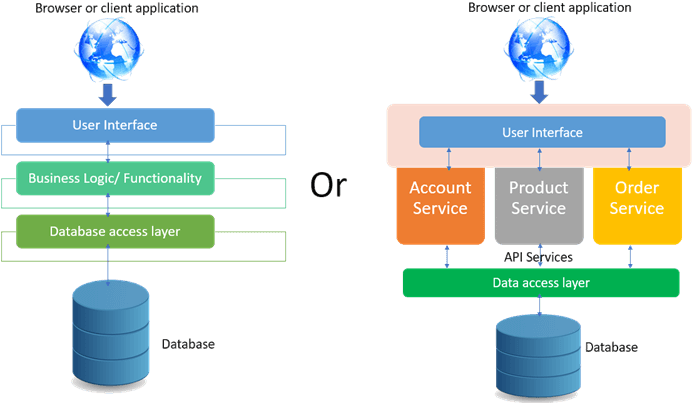 Browser or client application
User Interface
Business Logic/ Functionality
Database access layer
Database
Or
Browser or client application
User Interface
Account
Service
Product
Service
Order
Service
API Services
Data access layer
Database